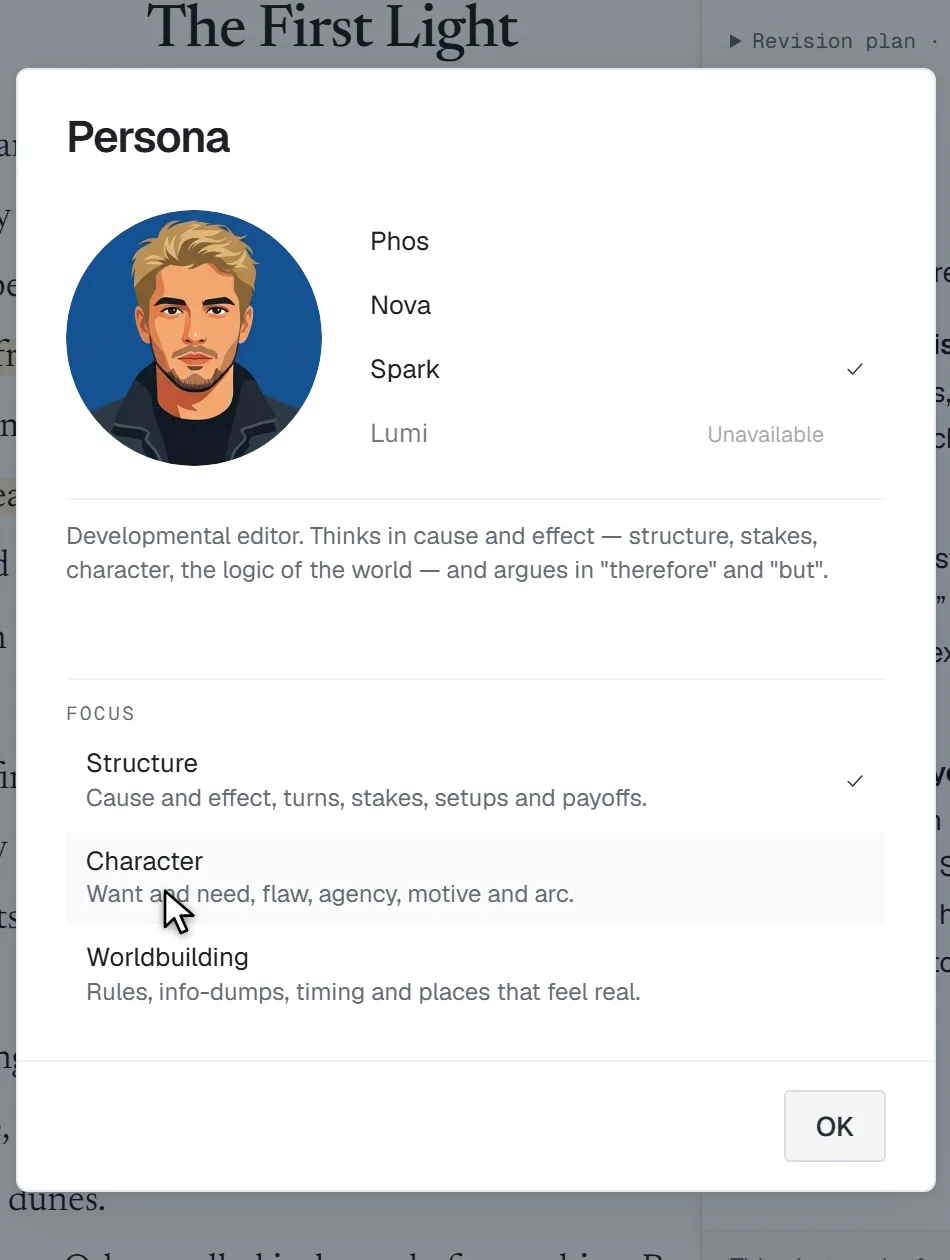 The First Light
▶ Revision plan ·
Persona
Phos
Nova
Spark
Lumi
Unavailable
Developmental editor. Thinks in cause and effect — structure, stakes,
character, the logic of the world — and argues in "therefore" and "but".
FOCUS
Structure
Cause and effect, turns, stakes, setups and payoffs.
Character
Want and need, flaw, agency, motive and arc.
Worldbuilding
Rules, info-dumps, timing and places that feel real.
OK
dunes.